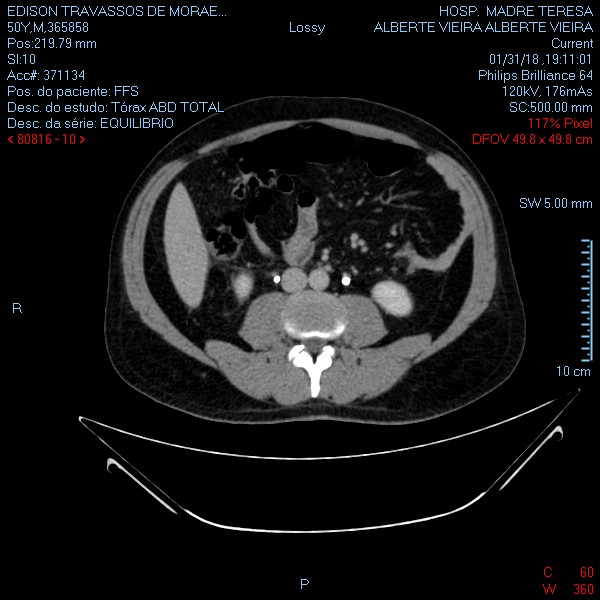 EDISON TRAVASSOS DE MORAE...
50Y,M,365858
Pos:219.79 mm
SI:10
Acc#: 371134
Pos. do paciente: FFS
Desc. do estudo: Tórax ABD TOTAL
Desc. da série: EQUILIBRIO
< 80816 - 10 >
Lossy
HOSP. MADRE TERESA
ALBERTE VIEIRA ALBERTE VIEIRA
Current
01/31/18 ,19:11:01
Philips Brilliance 64
120kV, 176mAs
SC:500.00 mm
117% Pixel
DFOV 49.8 x 49.8 cm
SW 5.00 mm
R
10 cm
P
C 60
W 360